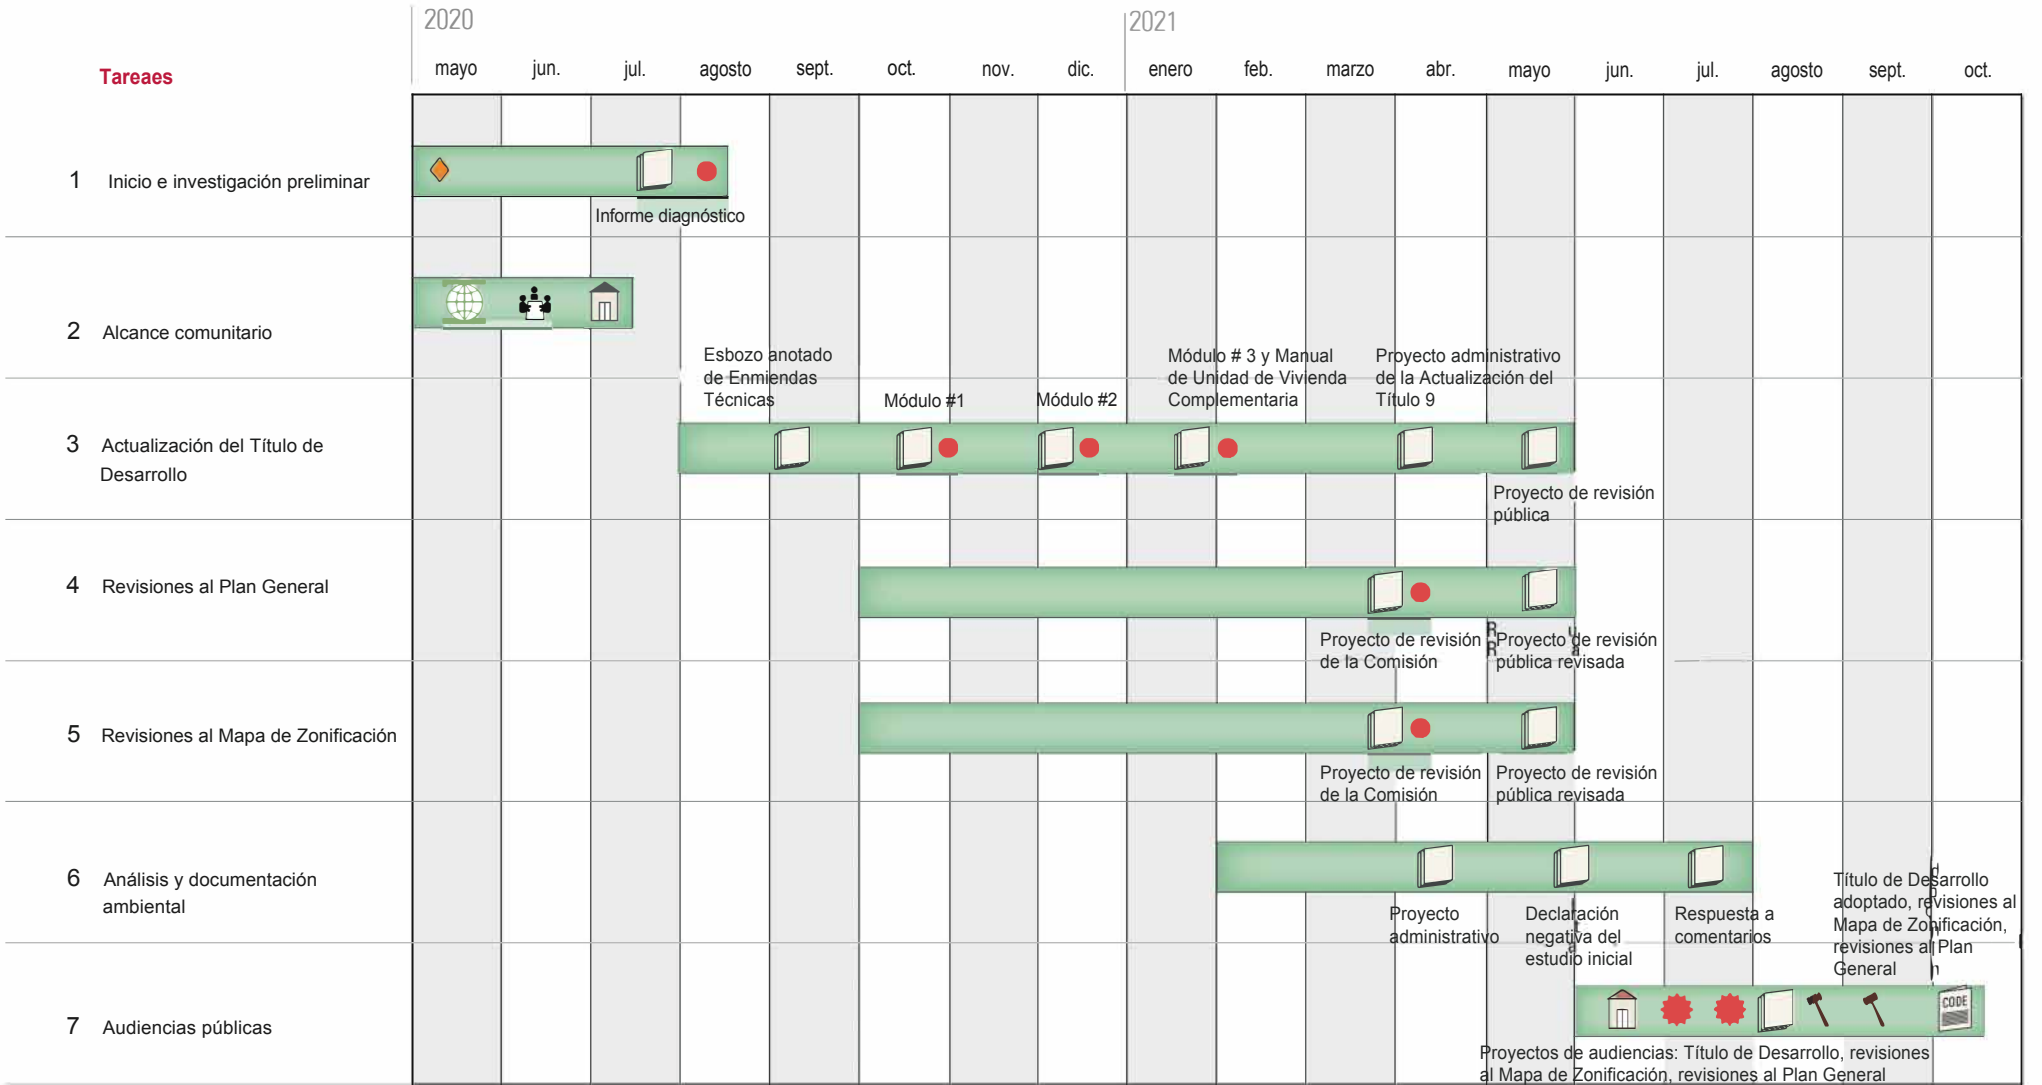 2020
2021
Tareaes
mayo
jun.
jul.
agosto
sept.
oct.
nov.
dic.
enero
feb.
marzo
abr.
mayo
jun.
jul.
agosto
sept.
oct.
1 Inicio e investigación preliminar
Informe diagnóstico
2 Alcance comunitario
Esbozo anotado
de Enmiendas
Técnicas
Módulo #1
Módulo #2
Módulo # 3 y Manual
de Unidad de Vivienda
Complementaria
Proyecto administrativo
de la Actualización del
Título 9
3 Actualización del Título de
Desarrollo
Proyecto de revisión
pública
4 Revisiones al Plan General
Proyecto de revisión
de la Comisión
Proyecto de revisión
pública revisada
5 Revisiones al Mapa de Zonificación
Proyecto de revisión
de la Comisión
Proyecto de revisión
pública revisada
6 Análisis y documentación
ambiental
Proyecto
administrativo
Declaración
negativa del
estudio inicial
Respuesta a
comentarios
Título de Desarrollo
adoptado, revisiones al
Mapa de Zonificación,
revisiones al Plan
General
7 Audiencias públicas
CODE
Proyectos de audiencias: Título de Desarrollo, revisiones
al Mapa de Zonificación, revisiones al Plan General